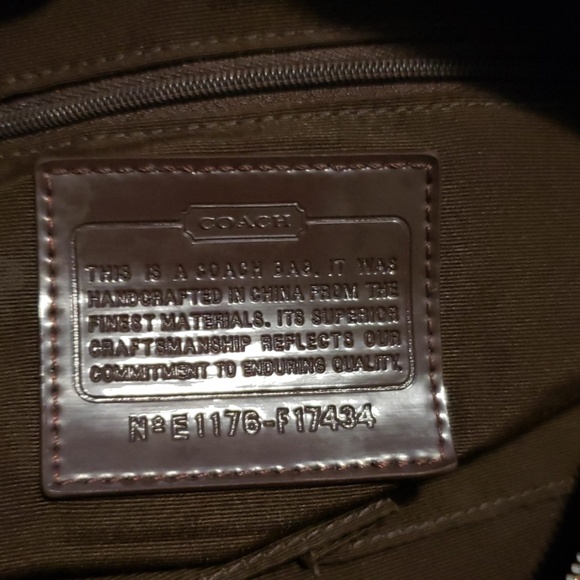 COACH
THIS IS A COACH BAG. IT WAS
HANDCRAFTED IN CHINA FROM THE
FINEST MATERIALS. ITS SUPERIOR
CRAFTSMANSHIP REFLECTS OUR
COMMITMENT TO ENDURING QUALITY.
Nº E1176-F17434